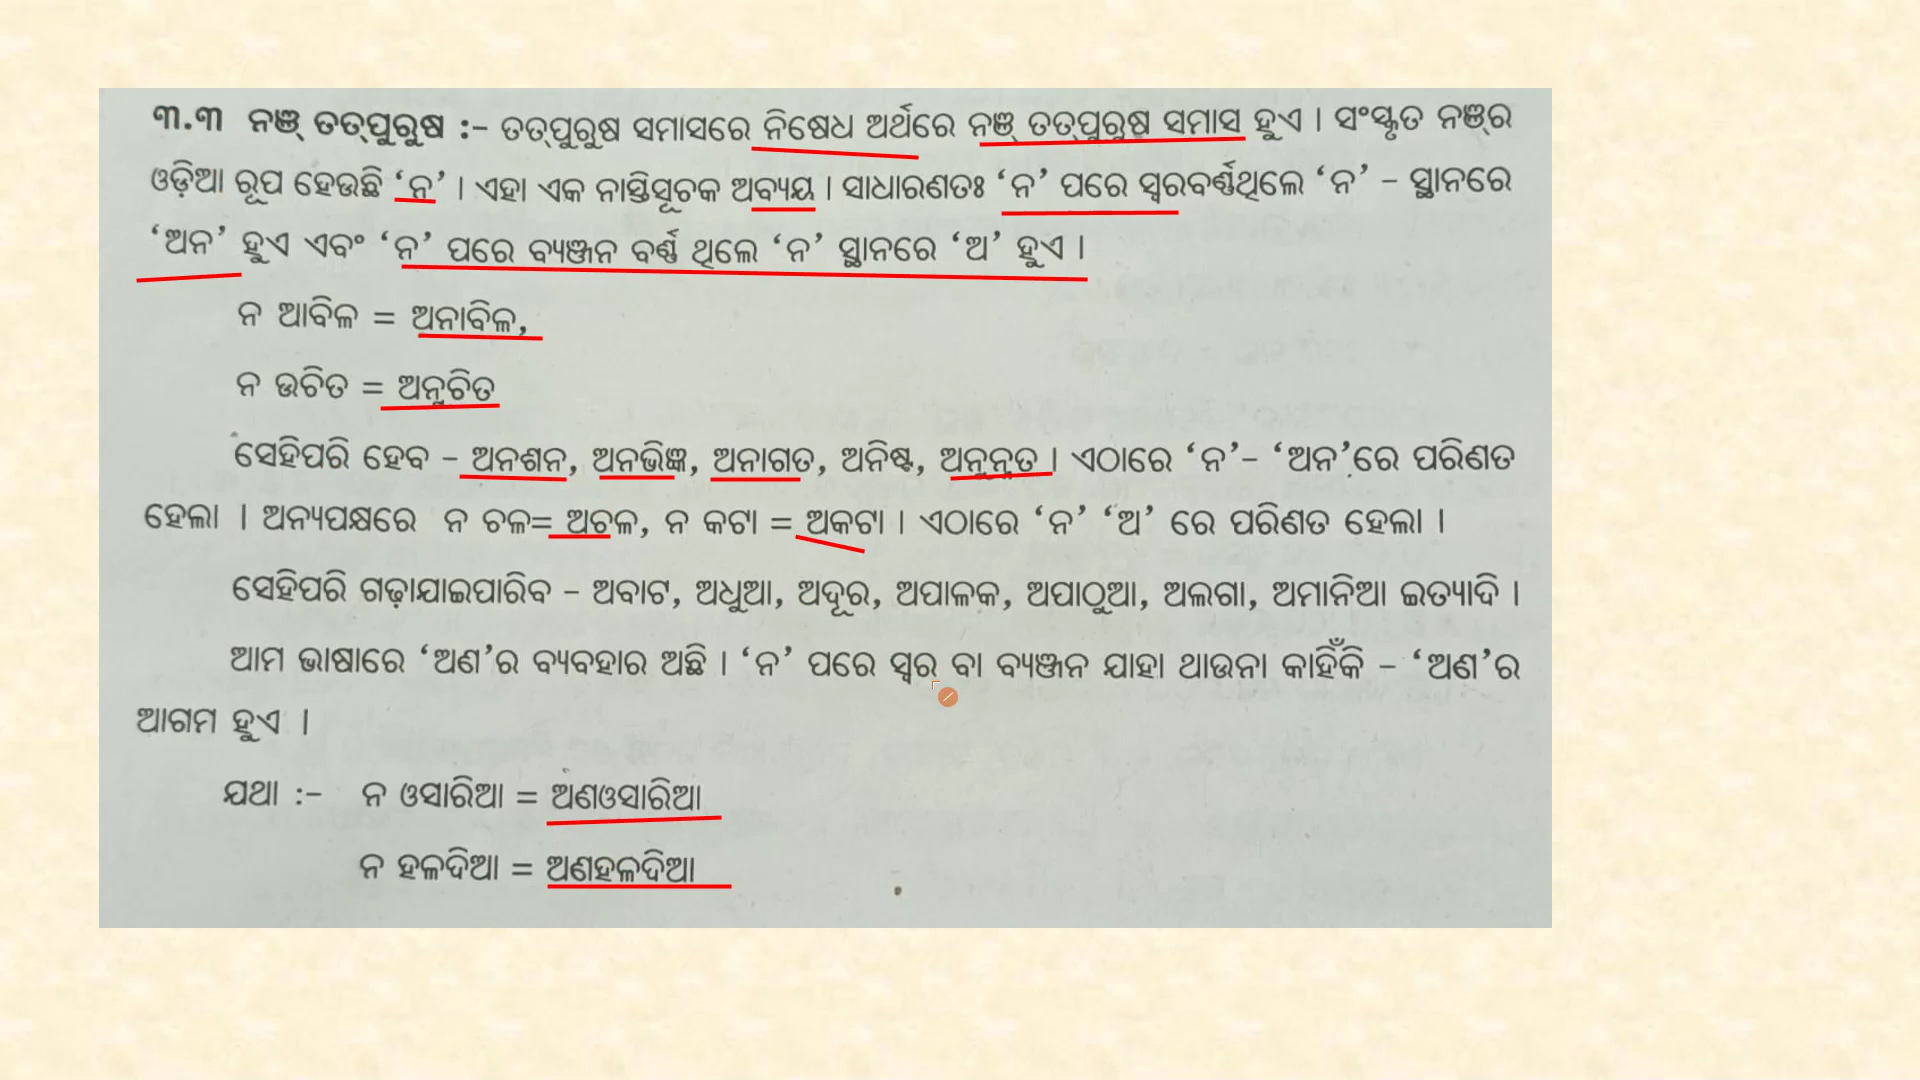 ୩.୩ ନଞ୍ ତତ୍‌ପୁରୁଷ :- ତତ୍‌ପୁରୁଷ ସମାସରେ ନିଷେଧ ଅର୍ଥରେ ନଞ୍ ତତ୍‌ପୁରୁଷ ସମାସ ହୁଏ । ସଂସ୍କୃତ ନଞ୍‌ର
ଓଡ଼ିଆ ରୂପ ହେଉଛି ‘ନ’ । ଏହା ଏକ ନାସ୍ତିସୂଚକ ଅବ୍ୟୟ । ସାଧାରଣତଃ ‘ନ’ ପରେ ସ୍ୱରବର୍ଣ୍ଣଥିଲେ ‘ନ’ – ସ୍ଥାନରେ
‘ଅନ’ ହୁଏ ଏବଂ ‘ନ’ ପରେ ବ୍ୟଞ୍ଜନ ବର୍ଣ୍ଣ ଥିଲେ ‘ନ’ ସ୍ଥାନରେ ‘ଅ’ ହୁଏ ।
ନ ଆବିଳ = ଅନାବିଳ,
ନ ଉଚିତ = ଅନୁଚିତ
ସେହିପରି ହେବ – ଅନଶନ, ଅନଭିଜ୍ଞ, ଅନାଗତ, ଅନିଷ୍ଟ, ଅନୁନ୍ନତ । ଏଠାରେ ‘ନ’– ‘ଅନ’ରେ ପରିଣତ
ହେଲା । ଅନ୍ୟପକ୍ଷରେ ନ ଚଳ= ଅଚଳ, ନ କଟା = ଅକଟା । ଏଠାରେ ‘ନ’ ‘ଅ’ ରେ ପରିଣତ ହେଲା ।
ସେହିପରି ଗଢ଼ାଯାଇପାରିବ – ଅବାଟ, ଅଧୁଆ, ଅଦୂର, ଅପାଳକ, ଅପାଠୁଆ, ଅଲଗା, ଅମାନିଆ ଇତ୍ୟାଦି ।
ଆମ ଭାଷାରେ ‘ଅଣ’ର ବ୍ୟବହାର ଅଛି । ‘ନ’ ପରେ ସ୍ୱର ବା ବ୍ୟଞ୍ଜନ ଯାହା ଥାଉନା କାହିଁକି – ‘ଅଣ’ର
ଆଗମ ହୁଏ ।
ଯଥା :– ନ ଓସାରିଆ = ଅଣଓସାରିଆ
ନ ହଳଦିଆ = ଅଣହଳଦିଆ